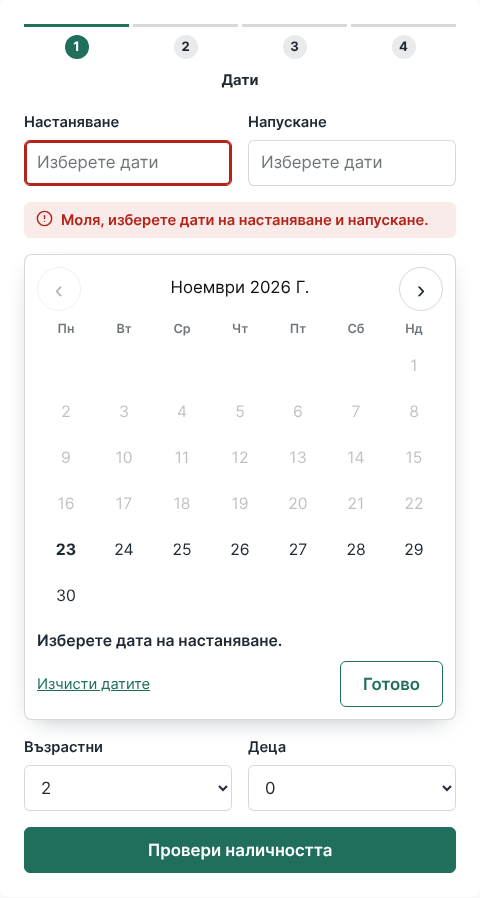 1 2 3 4
Дати
Настаняване Напускане
Изберете дати Изберете дати
Моля, изберете дати на настаняване и напускане.
‹ Ноември 2026 Г. ›
Пн Вт Ср Чт Пт Сб Нд
1
2 3 4 5 6 7 8
9 10 11 12 13 14 15
16 17 18 19 20 21 22
23 24 25 26 27 28 29
30
Изберете дата на настаняване.
Изчисти датите Готово
Възрастни Деца
2 0
Провери наличността